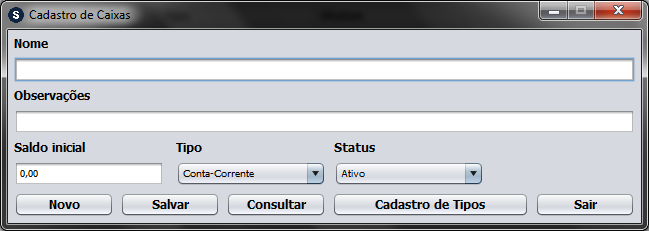 S Cadastro de Caixas
Nome
Observações
Saldo inicial Tipo Status
0,00 Conta-Corrente Ativo
Novo Salvar Consultar Cadastro de Tipos Sair